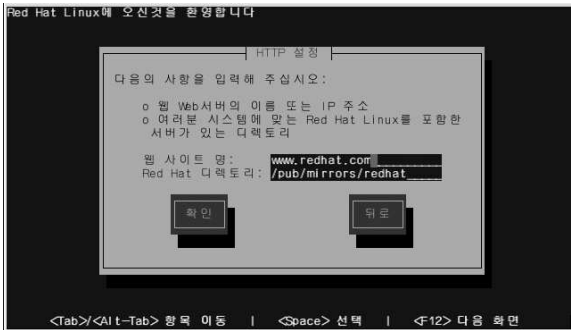 Red Hat Linux에 오신것을 환영합니다
HTTP 설정
다음의 사항을 입력해 주십시오:
o 웹 Web서버의 이름 또는 IP 주소
o 여러분 시스템에 맞는 Red Hat Linux를 포함한
서버가 있는 디렉토리
웹 사이트 명: www.redhat.com
Red Hat 디렉토리: /pub/mirrors/redhat
확인 뒤로
<Tab>/<Alt-Tab> 항목 이동 | <Space> 선택 | <F12> 다음 화면